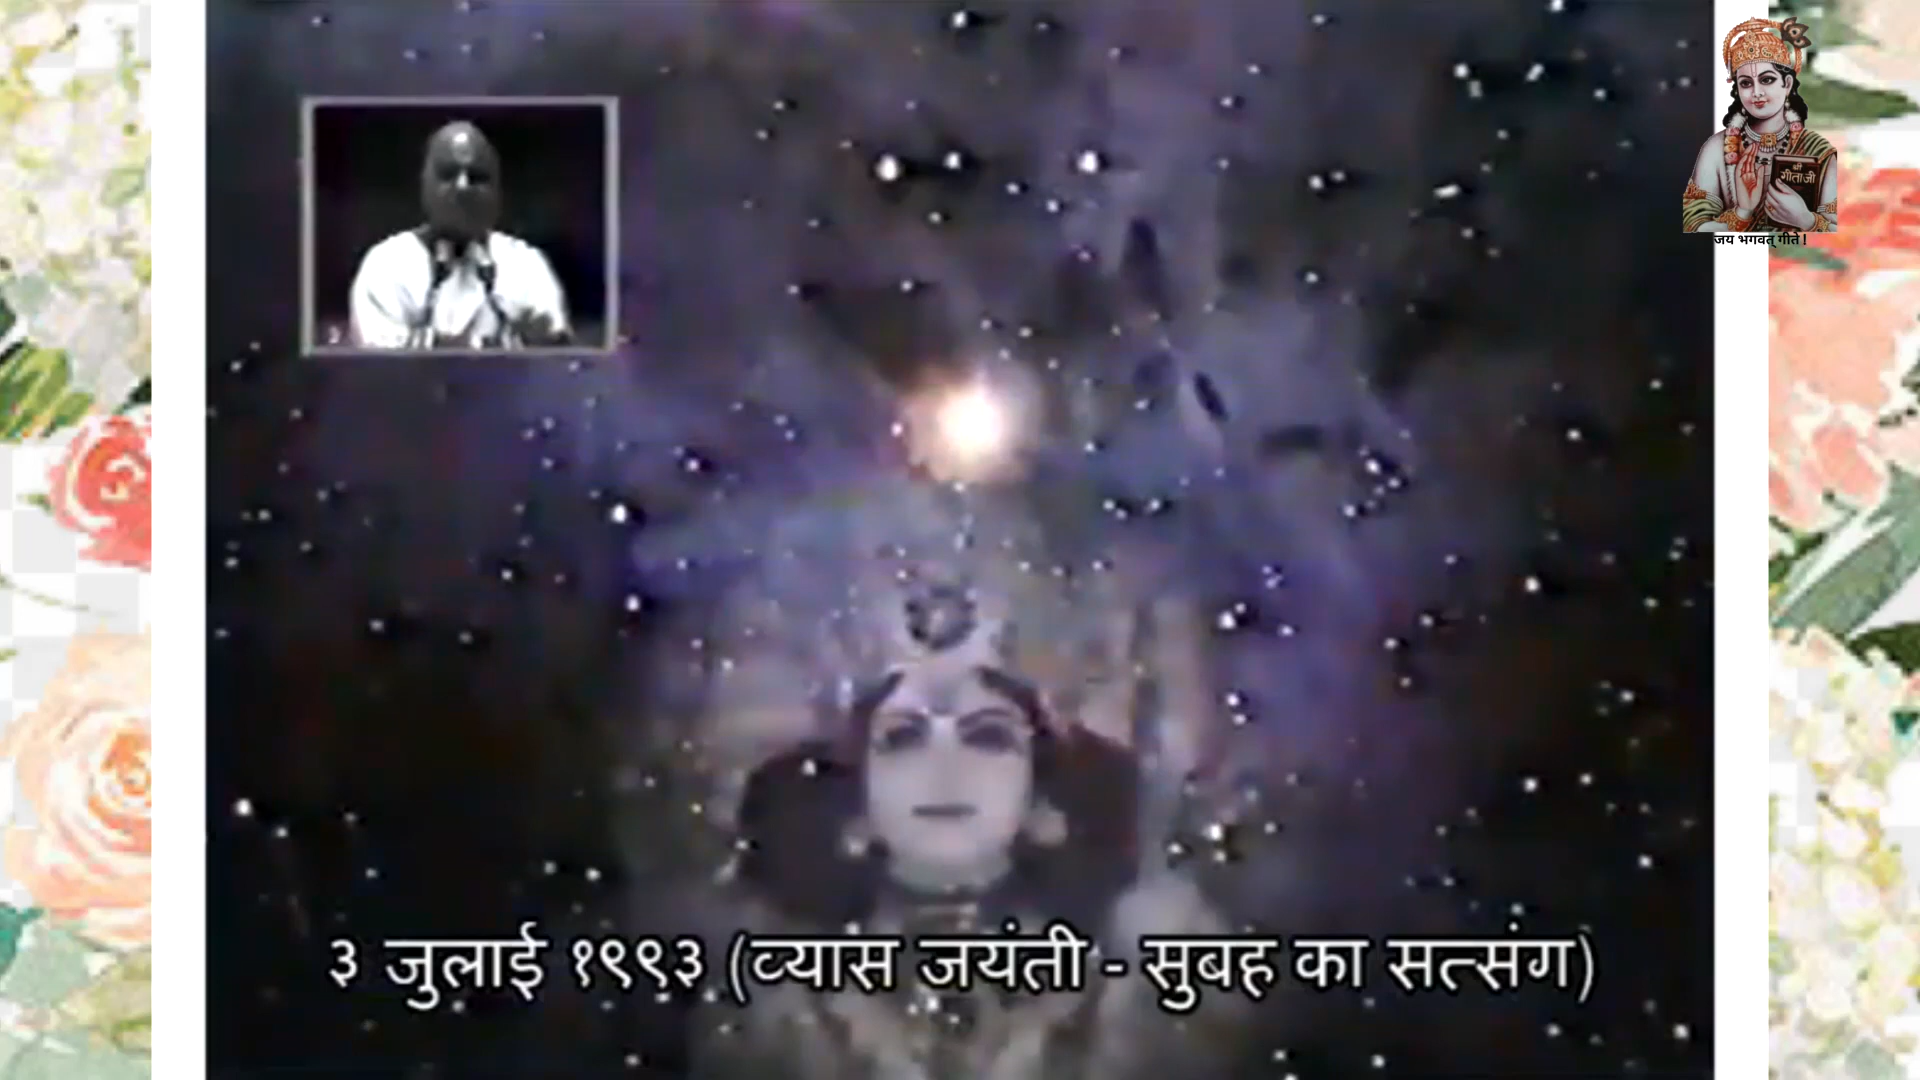 श्री
गीताजी
जय भगवत् गीते !
३ जुलाई १९९३ (व्यास जयंती - सुबह का सत्संग)